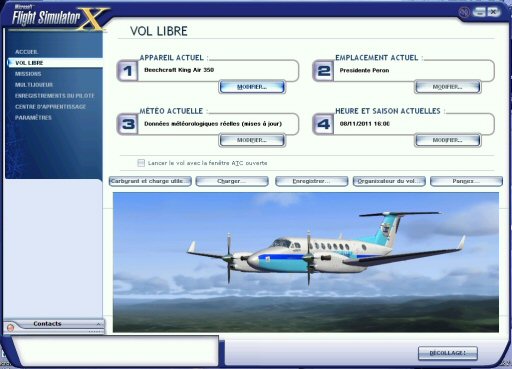 Microsoft
Flight Simulator X
VOL LIBRE
ACCUEIL
VOL LIBRE
MISSIONS
MULTIJOUEUR
ENREGISTREMENTS DU PILOTE
CENTRE D'APPRENTISSAGE
PARAMÈTRES
1
APPAREIL ACTUEL :
Beechcraft King Air 350
MODIFIER...
2
EMPLACEMENT ACTUEL :
Presidente Peron
MODIFIER...
3
MÉTÉO ACTUELLE :
Données météorologiques réelles (mises à jour)
MODIFIER...
4
HEURE ET SAISON ACTUELLES :
08/11/2011 16:00
MODIFIER...
Lancer le vol avec la fenêtre ATC ouverte
Carburant et charge utile...
Charger...
Enregistrer...
Organisateur du vol...
Pannes...
Contacts
DÉCOLLAGE!